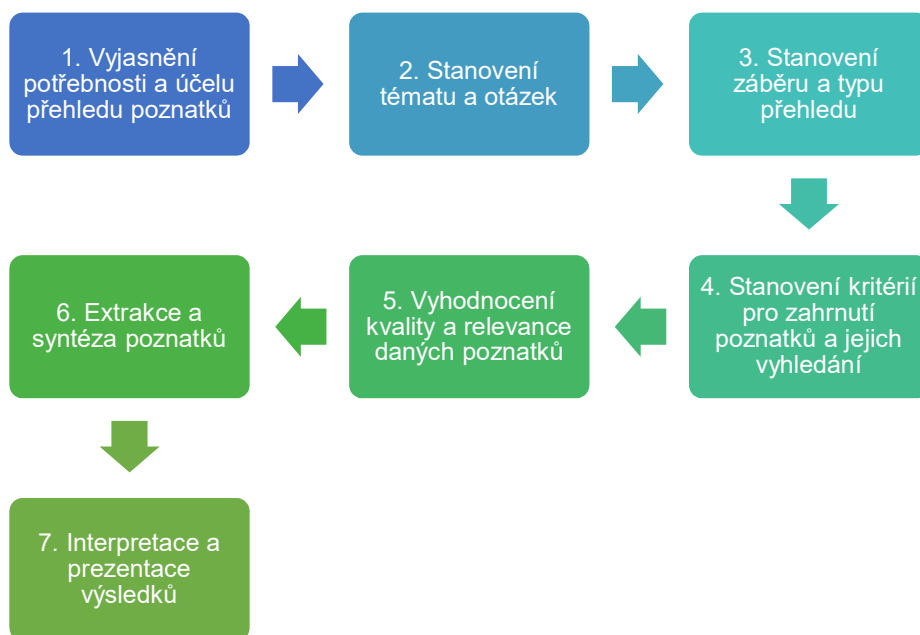 1. Vyjasnění
potřebnosti a účelu
přehledu poznatků
2. Stanovení
tématu a otázek
3. Stanovení
záběru a typu
přehledu
4. Stanovení kritérií
pro zahrnutí
poznatků a jejich
vyhledání
5. Vyhodnocení
kvality a relevance
daných poznatků
6. Extrakce a
syntéza poznatků
7. Interpretace a
prezentace
výsledků